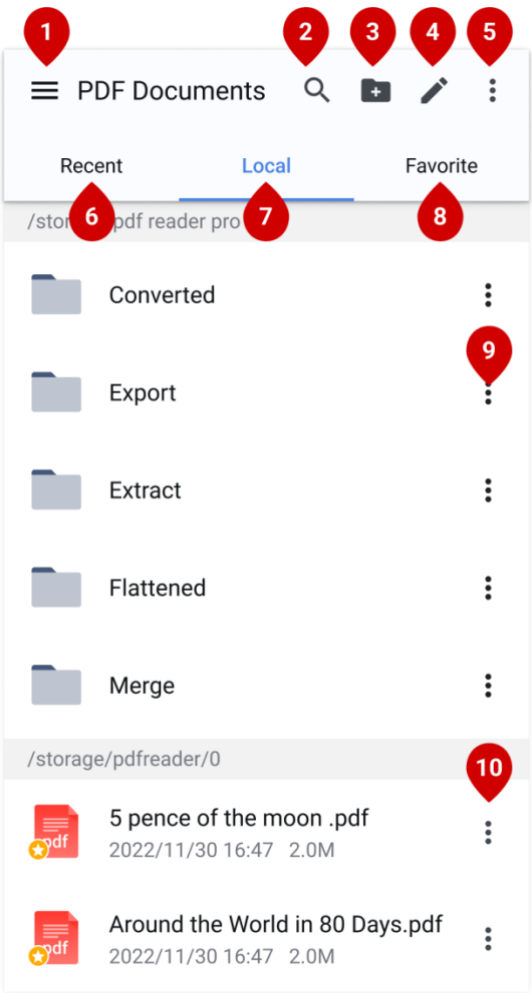 1 2 3 4 5
PDF Documents
Recent Local Favorite
6 7 8
/stor pdf reader pro
Converted
9
Export
Extract
Flattened
Merge
/storage/pdfreader/0
10
5 pence of the moon .pdf
pdf
2022/11/30 16:47 2.0M
Around the World in 80 Days.pdf
pdf
2022/11/30 16:47 2.0M